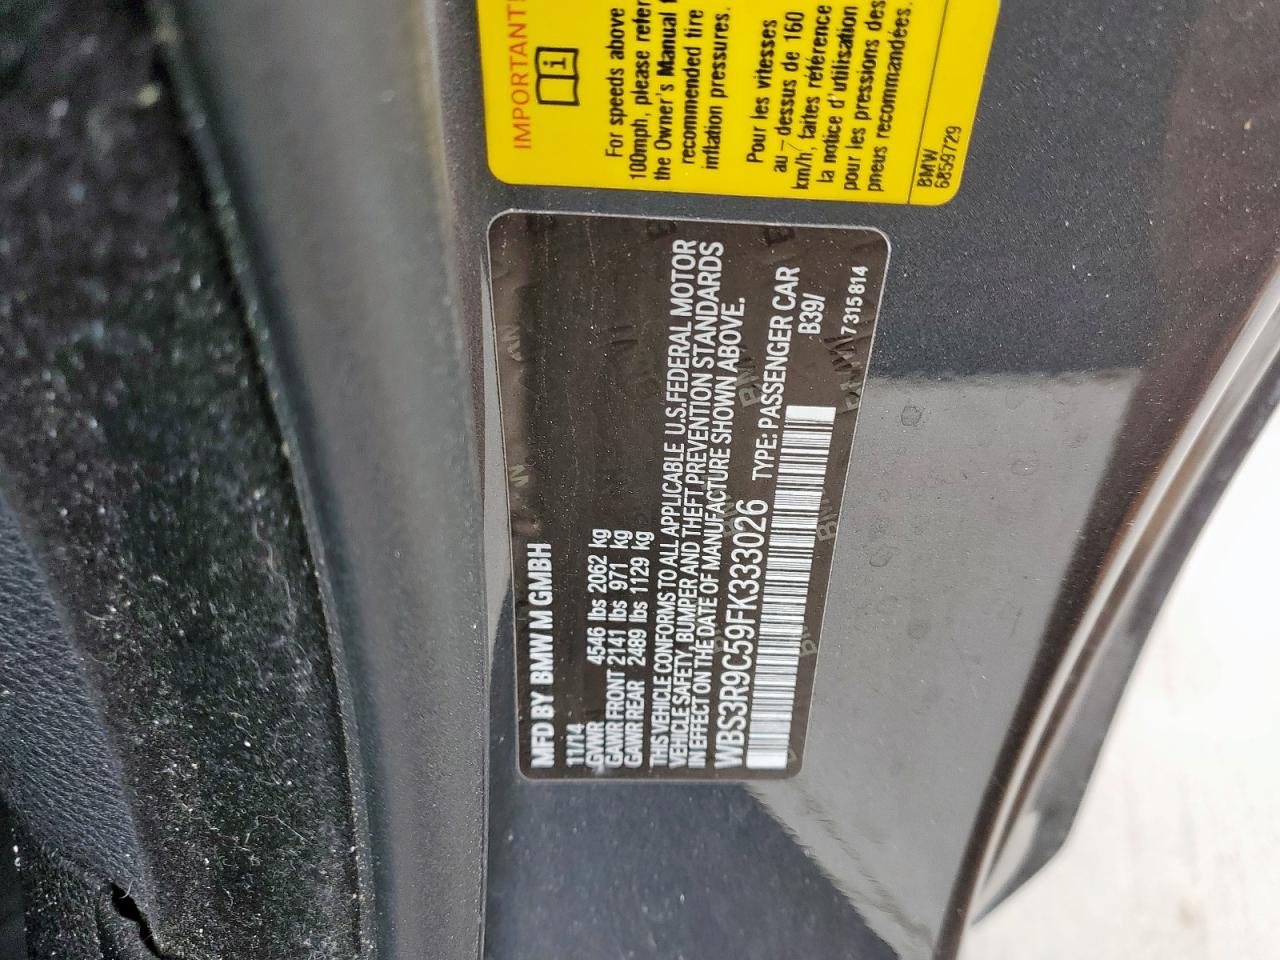 IMPORTANT
For speeds above
100mph, please refer
the Owner's Manual
recommended tire
inflation pressures.
Pour les vitesses
au - dessus de 160
km/h, faites référence
la notice d'utilisation
pour les pressions des
pneus recommandées.
BMW
6859729
MFD BY BMW M GMBH
11/14
GVWR 4546 lbs 2062 kg
GAWR FRONT 2141 lbs 971 kg
GAWR REAR 2489 lbs 1129 kg
THIS VEHICLE CONFORMS TO ALL APPLICABLE U.S. FEDERAL MOTOR
VEHICLE SAFETY, BUMPER AND THEFT PREVENTION STANDARDS
IN EFFECT ON THE DATE OF MANUFACTURE SHOWN ABOVE.
WBS3R9C59FK333026 TYPE: PASSENGER CAR
B39/
7315814